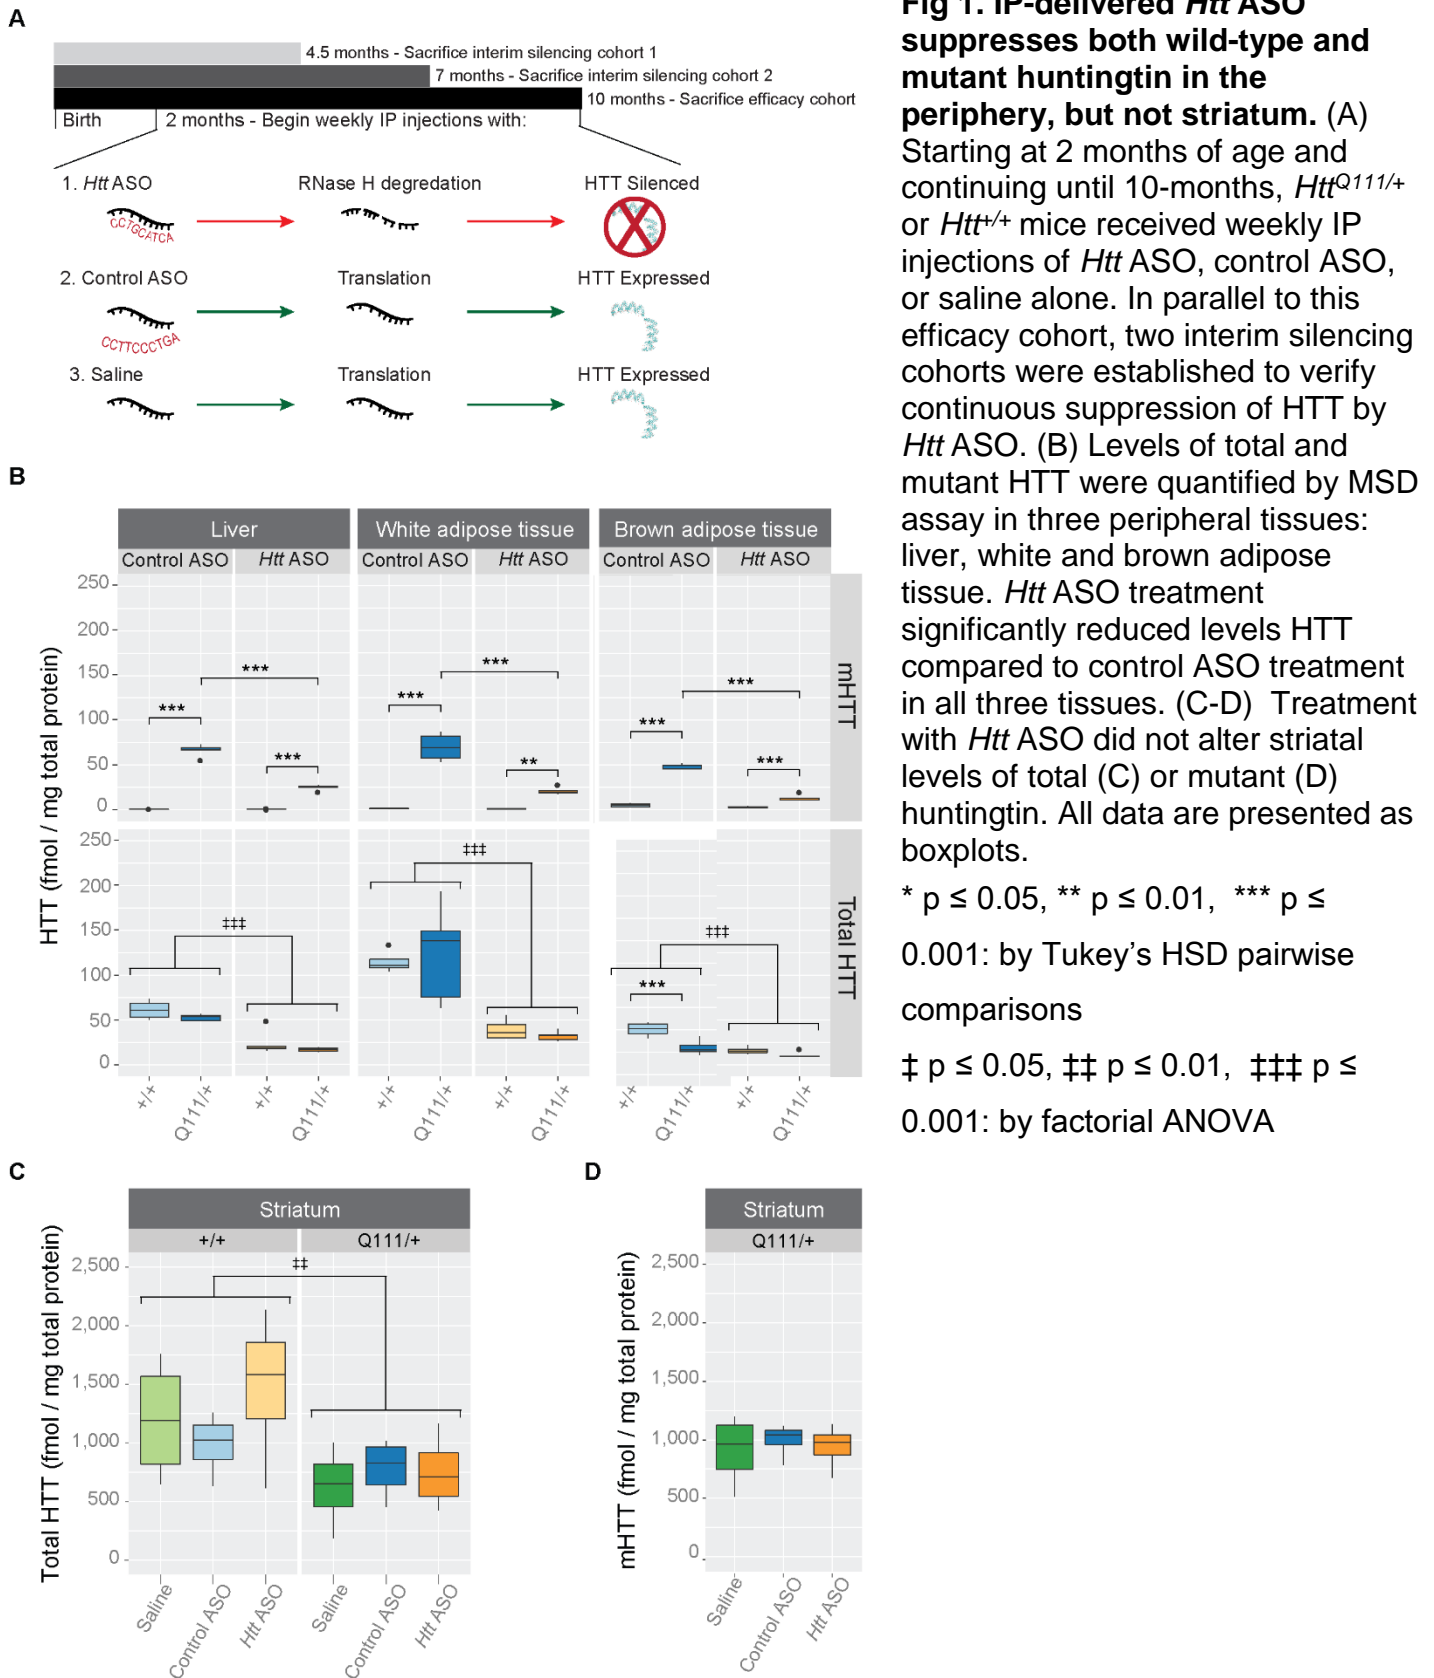 A
4.5 months - Sacrifice interim silencing cohort 1
7 months - Sacrifice interim silencing cohort 2
10 months - Sacrifice efficacy cohort
Birth
2 months - Begin weekly IP injections with:
1. Htt ASO
RNase H degredation
HTT Silenced
CCTGCATCA
2. Control ASO
Translation
HTT Expressed
CCTTCCCTGA
3. Saline
Translation
HTT Expressed
B
Liver
White adipose tissue
Brown adipose tissue
Control ASO
Htt ASO
Control ASO
Htt ASO
Control ASO
Htt ASO
HTT (fmol / mg total protein)
250
200
150
100
50
0
***
***
***
***
***
**
***
***
***
mHTT
250
200
150
100
50
0
‡‡‡
‡‡‡
‡‡‡
***
Total HTT
+/+
Q111/+
+/+
Q111/+
+/+
Q111/+
+/+
Q111/+
+/+
Q111/+
+/+
Q111/+
C
Striatum
+/+
Q111/+
Total HTT (fmol / mg total protein)
2,500
2,000
1,500
1,000
500
0
‡‡
Saline
Control ASO
Htt ASO
Saline
Control ASO
Htt ASO
D
Striatum
Q111/+
mHTT (fmol / mg total protein)
2,500
2,000
1,500
1,000
500
0
Saline
Control ASO
Htt ASO
Fig 1. IP-delivered Htt ASO
suppresses both wild-type and
mutant huntingtin in the
periphery, but not striatum. (A)
Starting at 2 months of age and
continuing until 10-months, HttQ111/+
or Htt+/+ mice received weekly IP
injections of Htt ASO, control ASO,
or saline alone. In parallel to this
efficacy cohort, two interim silencing
cohorts were established to verify
continuous suppression of HTT by
Htt ASO. (B) Levels of total and
mutant HTT were quantified by MSD
assay in three peripheral tissues:
liver, white and brown adipose
tissue. Htt ASO treatment
significantly reduced levels HTT
compared to control ASO treatment
in all three tissues. (C-D) Treatment
with Htt ASO did not alter striatal
levels of total (C) or mutant (D)
huntingtin. All data are presented as
boxplots.
* p ≤ 0.05, ** p ≤ 0.01, *** p ≤
0.001: by Tukey's HSD pairwise
comparisons
‡ p ≤ 0.05, ‡‡ p ≤ 0.01, ‡‡‡ p ≤
0.001: by factorial ANOVA